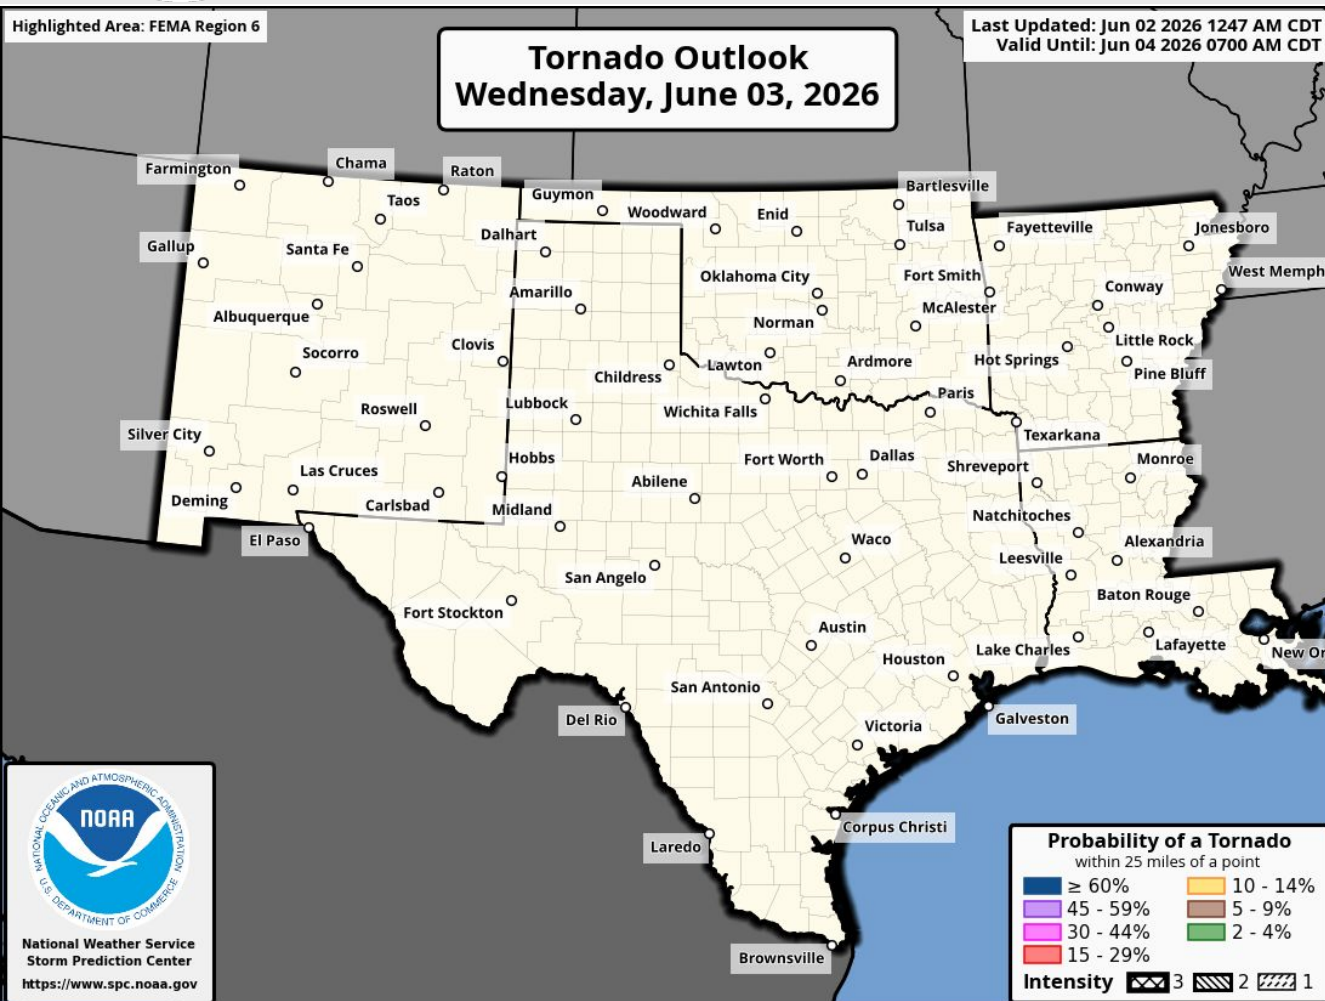 Highlighted Area: FEMA Region 6
Last Updated: Jun 02 2026 1247 AM CDT
Valid Until: Jun 04 2026 0700 AM CDT
Tornado Outlook
Wednesday, June 03, 2026
Farmington
Chama
Raton
Taos
Guymon
Woodward
Enid
Bartlesville
Tulsa
Fayetteville
Jonesboro
Gallup
Santa Fe
Dalhart
Oklahoma City
Fort Smith
West Memph
Amarillo
Conway
Albuquerque
Norman
McAlester
Little Rock
Socorro
Clovis
Childress
Lawton
Ardmore
Hot Springs
Pine Bluff
Roswell
Lubbock
Wichita Falls
Paris
Texarkana
Silver City
Las Cruces
Hobbs
Fort Worth
Dallas
Shreveport
Monroe
Deming
Carlsbad
Midland
Abilene
Natchitoches
El Paso
Waco
Leesville
Alexandria
San Angelo
Fort Stockton
Baton Rouge
Austin
Houston
Lake Charles
Lafayette
New Or
San Antonio
Del Rio
Victoria
Galveston
Laredo
Corpus Christi
Brownsville
NATIONAL OCEANIC AND ATMOSPHERIC ADMINISTRATION
NOAA
U.S. DEPARTMENT OF COMMERCE
National Weather Service
Storm Prediction Center
https://www.spc.noaa.gov
Probability of a Tornado
within 25 miles of a point
≥ 60%
10 - 14%
45 - 59%
5 - 9%
30 - 44%
2 - 4%
15 - 29%
Intensity 3 2 1